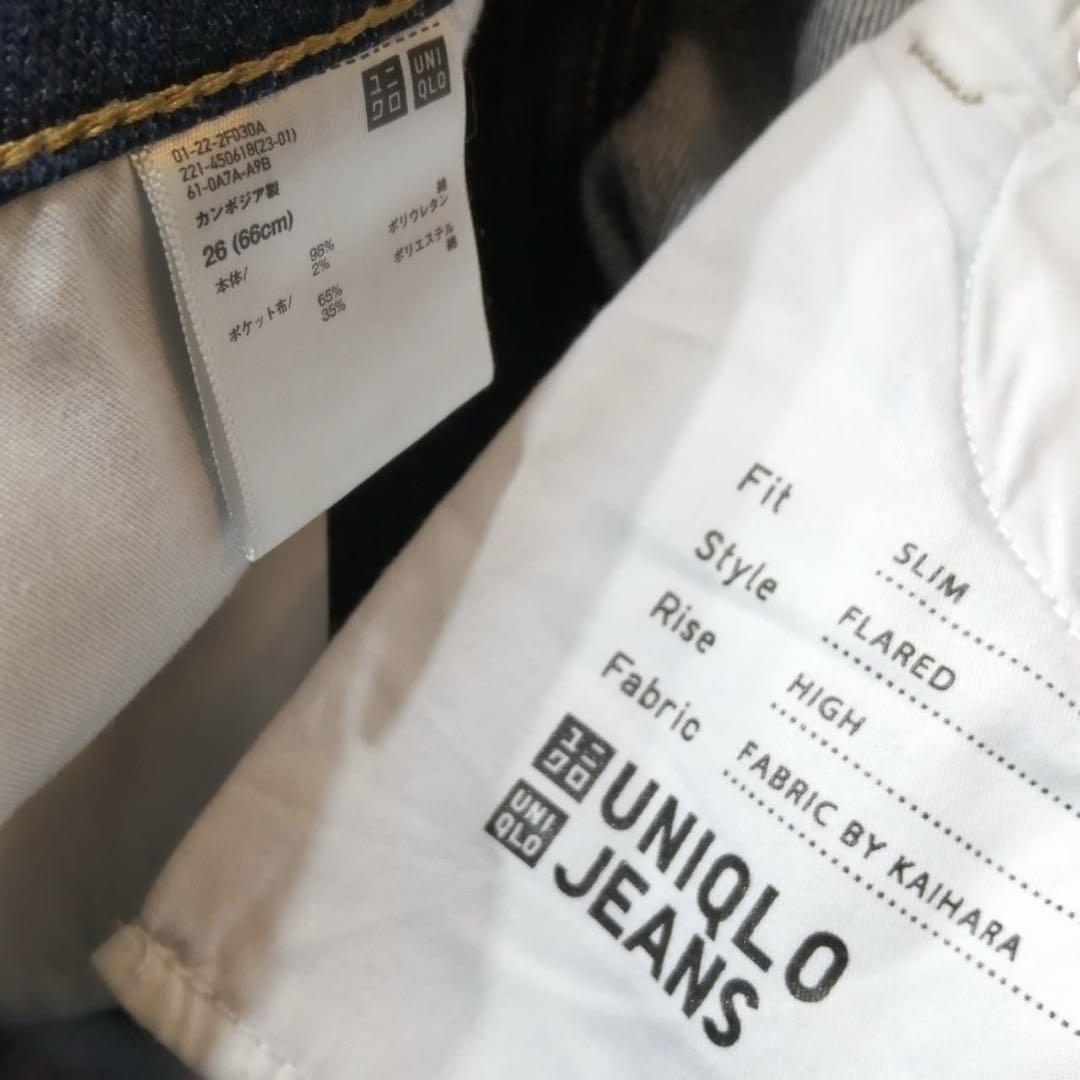 ユニ
クロ
UNI
QLO
01-22-2F030A
221-450618(23-01)
61-0A7A-A9B
カンボジア製
26 (66cm)
本体/ 98% 綿
2% ポリウレタン
ポケット布/ 65% ポリエステル
35% 綿
Fit SLIM
Style FLARED
Rise HIGH
Fabric FABRIC BY KAIHARA
ユニ
クロ
UNI
QLO
UNIQLO
JEANS